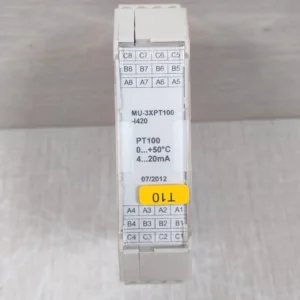 C8 C7 C6 C5
B8 B7 B6 B5
A8 A7 A6 A5
MU-3XPT100
-I420
PT100
0...+50°C
4...20mA
07/2012
T10
A4 A3 A2 A1
B4 B3 B2 B1
C4 C3 C2 C1